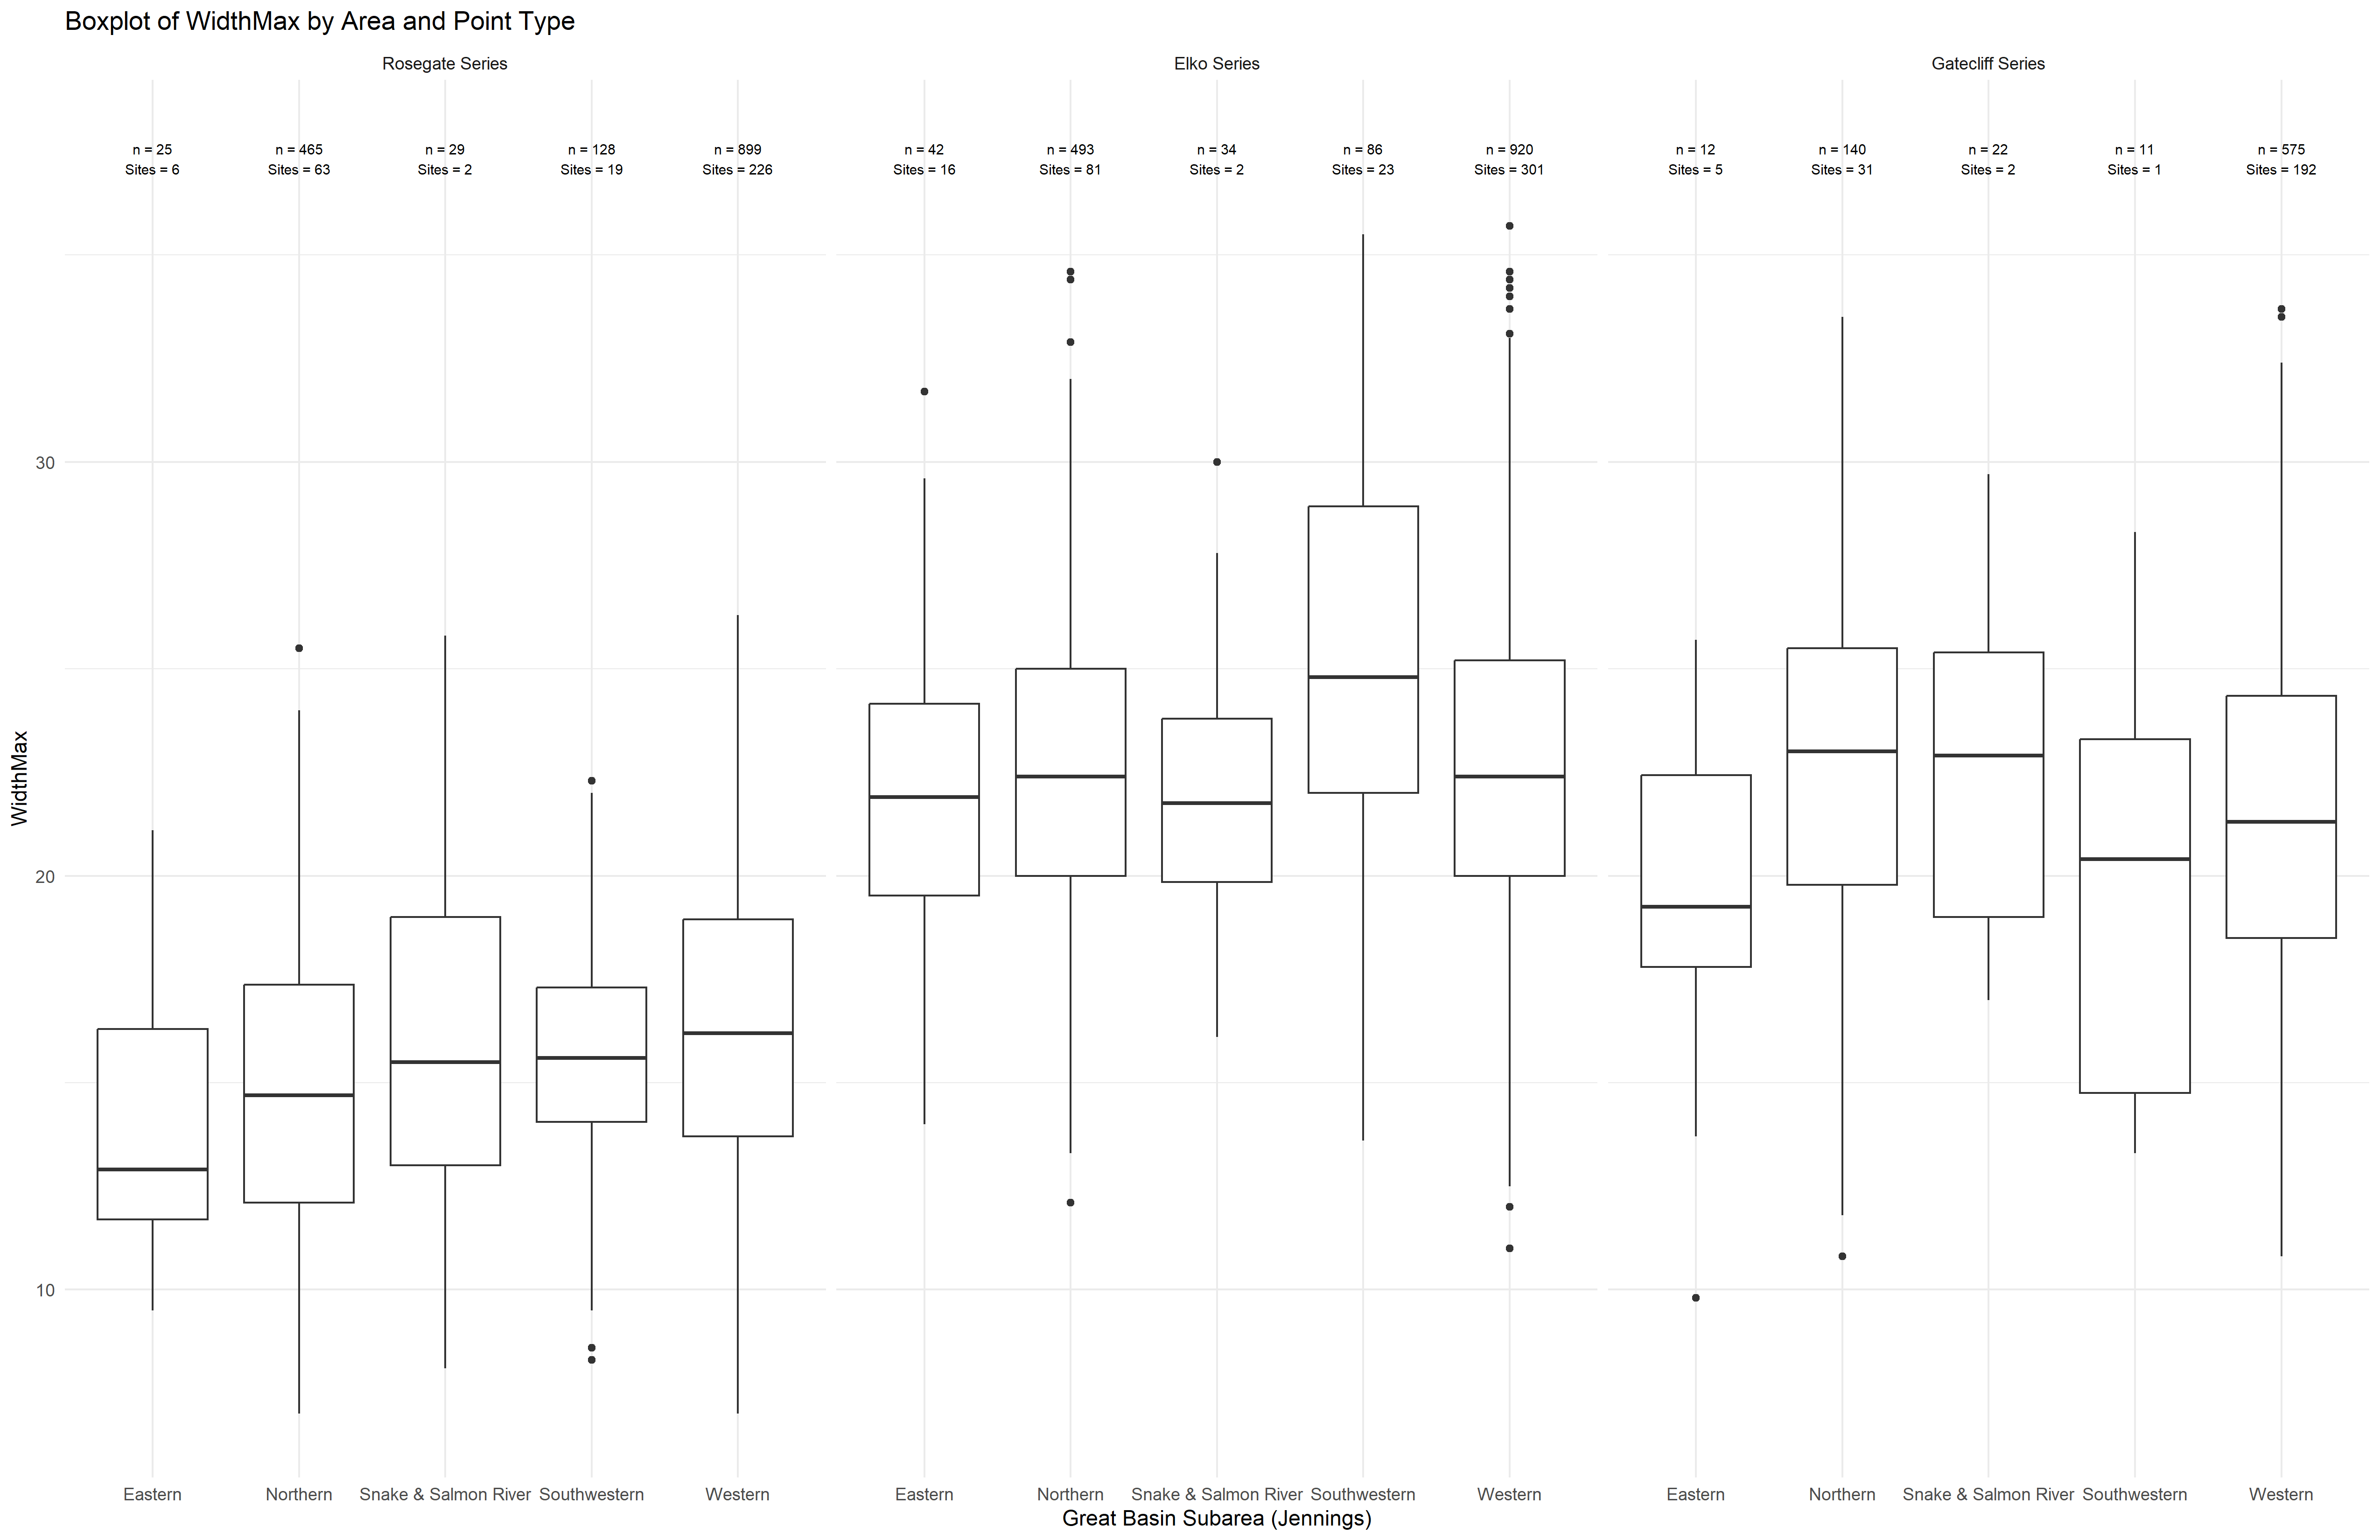 Boxplot of WidthMax by Area and Point Type
Rosegate Series
Elko Series
Gatecliff Series
n = 25
Sites = 6
n = 465
Sites = 63
n = 29
Sites = 2
n = 128
Sites = 19
n = 899
Sites = 226
n = 42
Sites = 16
n = 493
Sites = 81
n = 34
Sites = 2
n = 86
Sites = 23
n = 920
Sites = 301
n = 12
Sites = 5
n = 140
Sites = 31
n = 22
Sites = 2
n = 11
Sites = 1
n = 575
Sites = 192
30
20
10
WidthMax
Eastern
Northern
Snake & Salmon River
Southwestern
Western
Eastern
Northern
Snake & Salmon River
Southwestern
Western
Eastern
Northern
Snake & Salmon River
Southwestern
Western
Great Basin Subarea (Jennings)